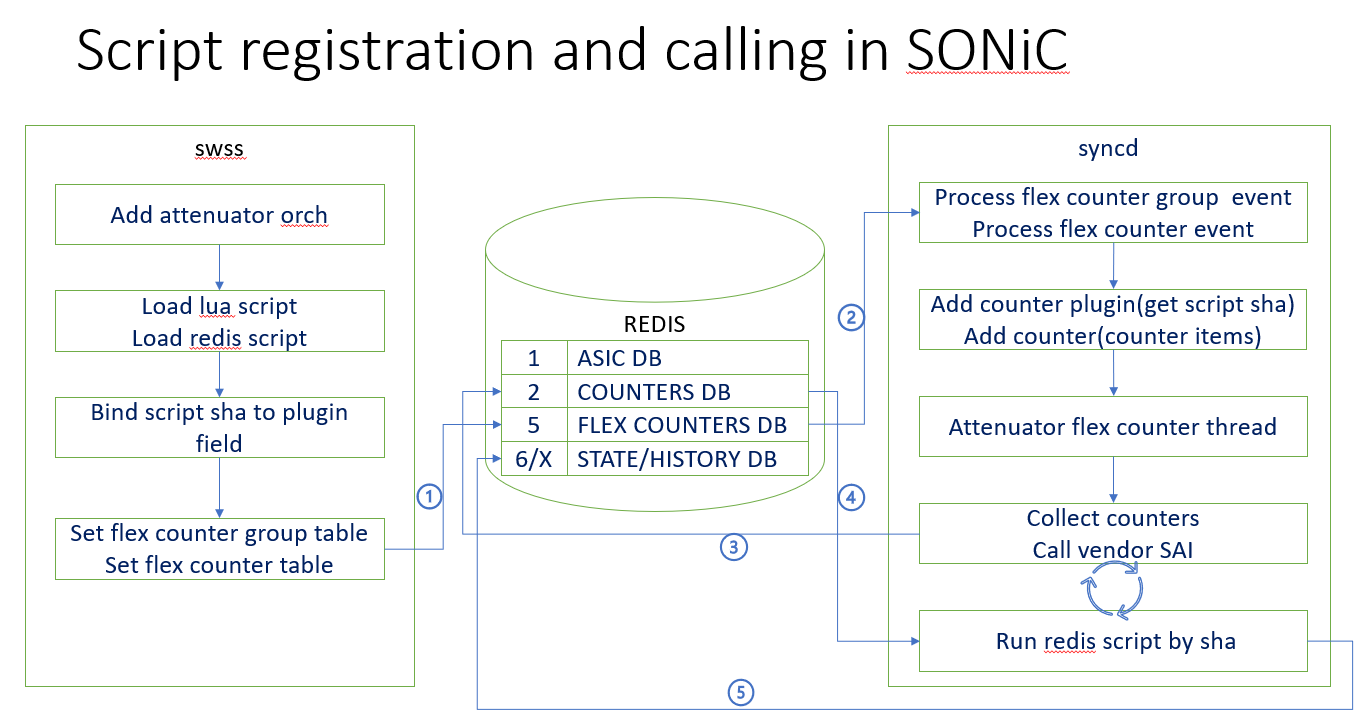 Script registration and calling in SONiC
swss
Add attenuator orch
Load lua script
Load redis script
Bind script sha to plugin
field
Set flex counter group table
Set flex counter table
1
REDIS
1 ASIC DB
2 COUNTERS DB
5 FLEX COUNTERS DB
6/X STATE/HISTORY DB
2
4
3
5
syncd
Process flex counter group event
Process flex counter event
Add counter plugin(get script sha)
Add counter(counter items)
Attenuator flex counter thread
Collect counters
Call vendor SAI
Run redis script by sha